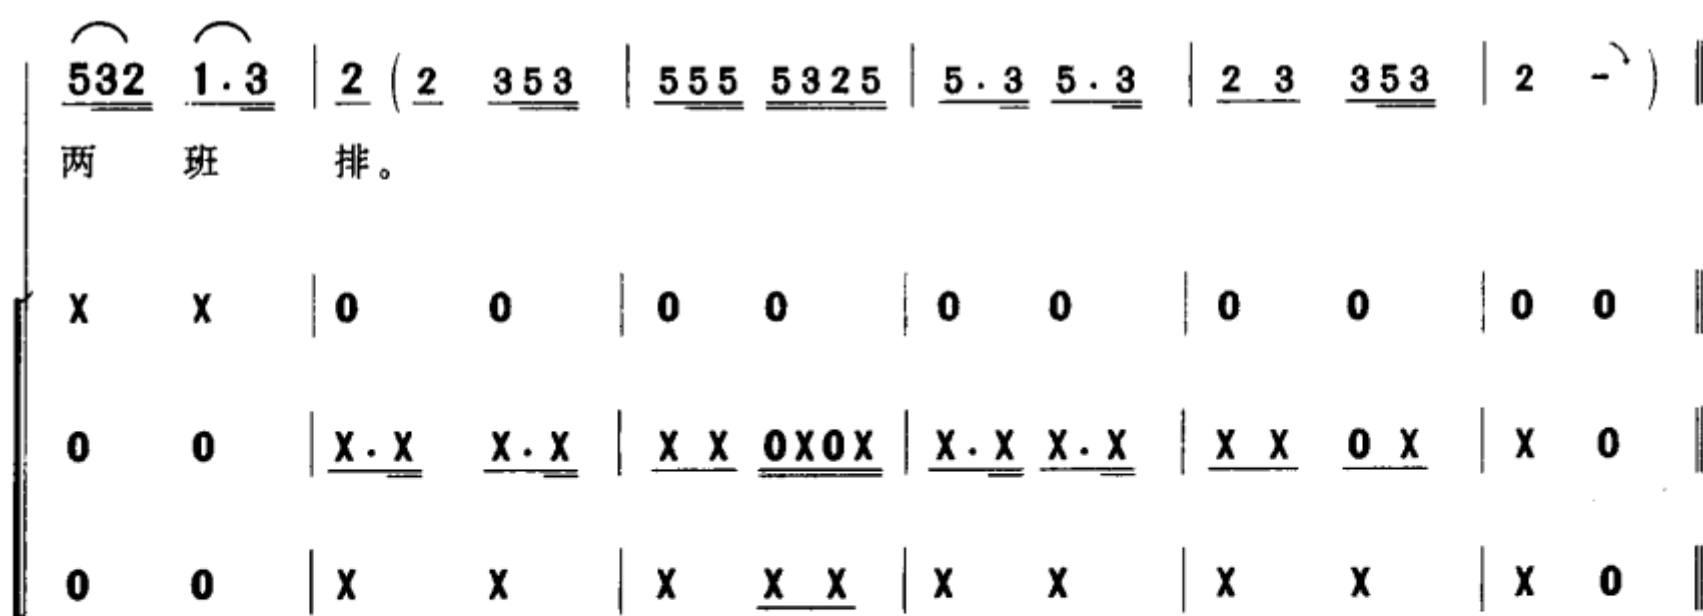 532 1.3 | 2 (2 353 | 555 5325 | 5.3 5.3 | 2 3 353 | 2 - ) ‖
两 班 排。
X X | 0 0 | 0 0 | 0 0 | 0 0 | 0 0 ‖
0 0 | X.X X.X | X X 0X0X | X.X X.X | X X 0 X | X 0 ‖
0 0 | X X | X X X | X X | X X | X 0 ‖